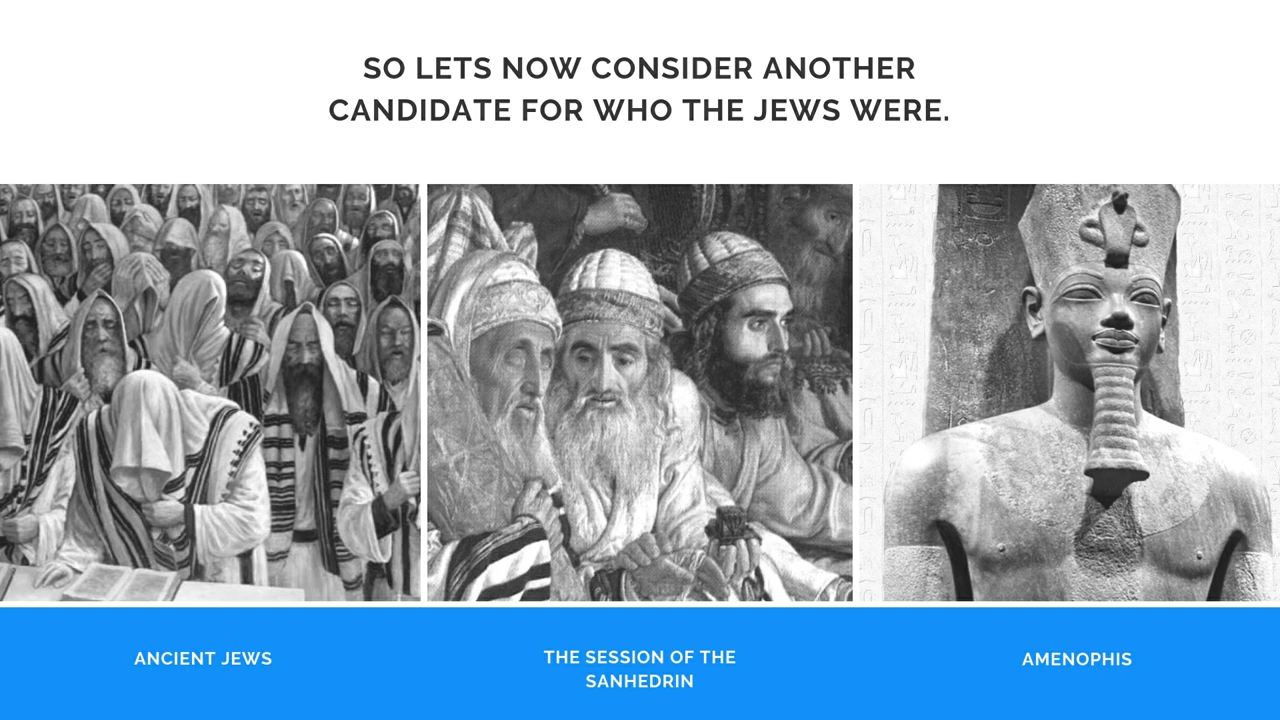 SO LETS NOW CONSIDER ANOTHER
CANDIDATE FOR WHO THE JEWS WERE.
ANCIENT JEWS
THE SESSION OF THE
SANHEDRIN
AMENOPHIS